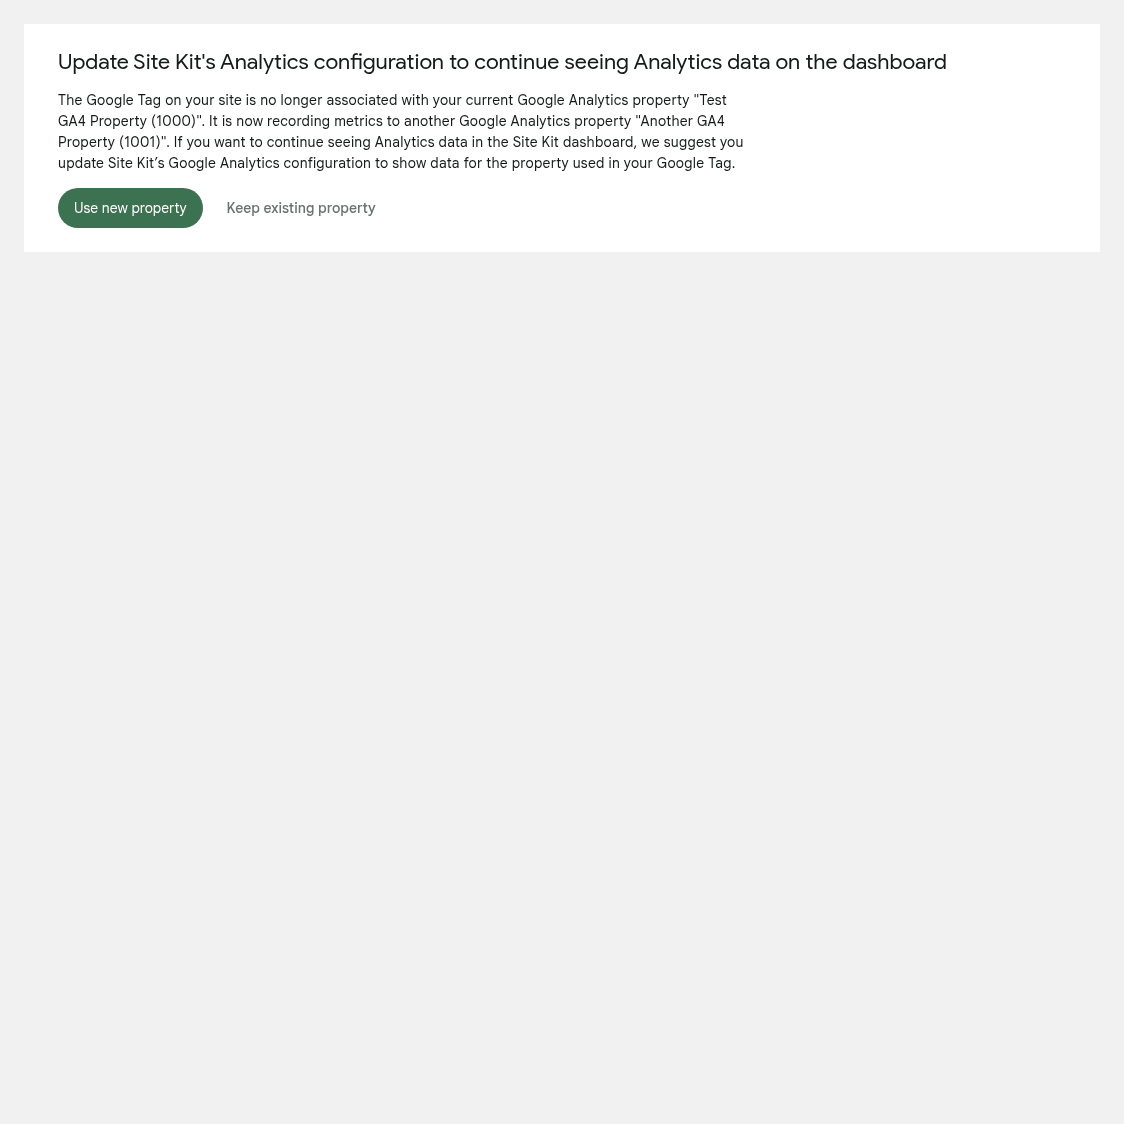 Update Site Kit's Analytics configuration to continue seeing Analytics data on the dashboard
The Google Tag on your site is no longer associated with your current Google Analytics property "Test
GA4 Property (1000)". It is now recording metrics to another Google Analytics property "Another GA4
Property (1001)". If you want to continue seeing Analytics data in the Site Kit dashboard, we suggest you
update Site Kit’s Google Analytics configuration to show data for the property used in your Google Tag.
Use new property
Keep existing property